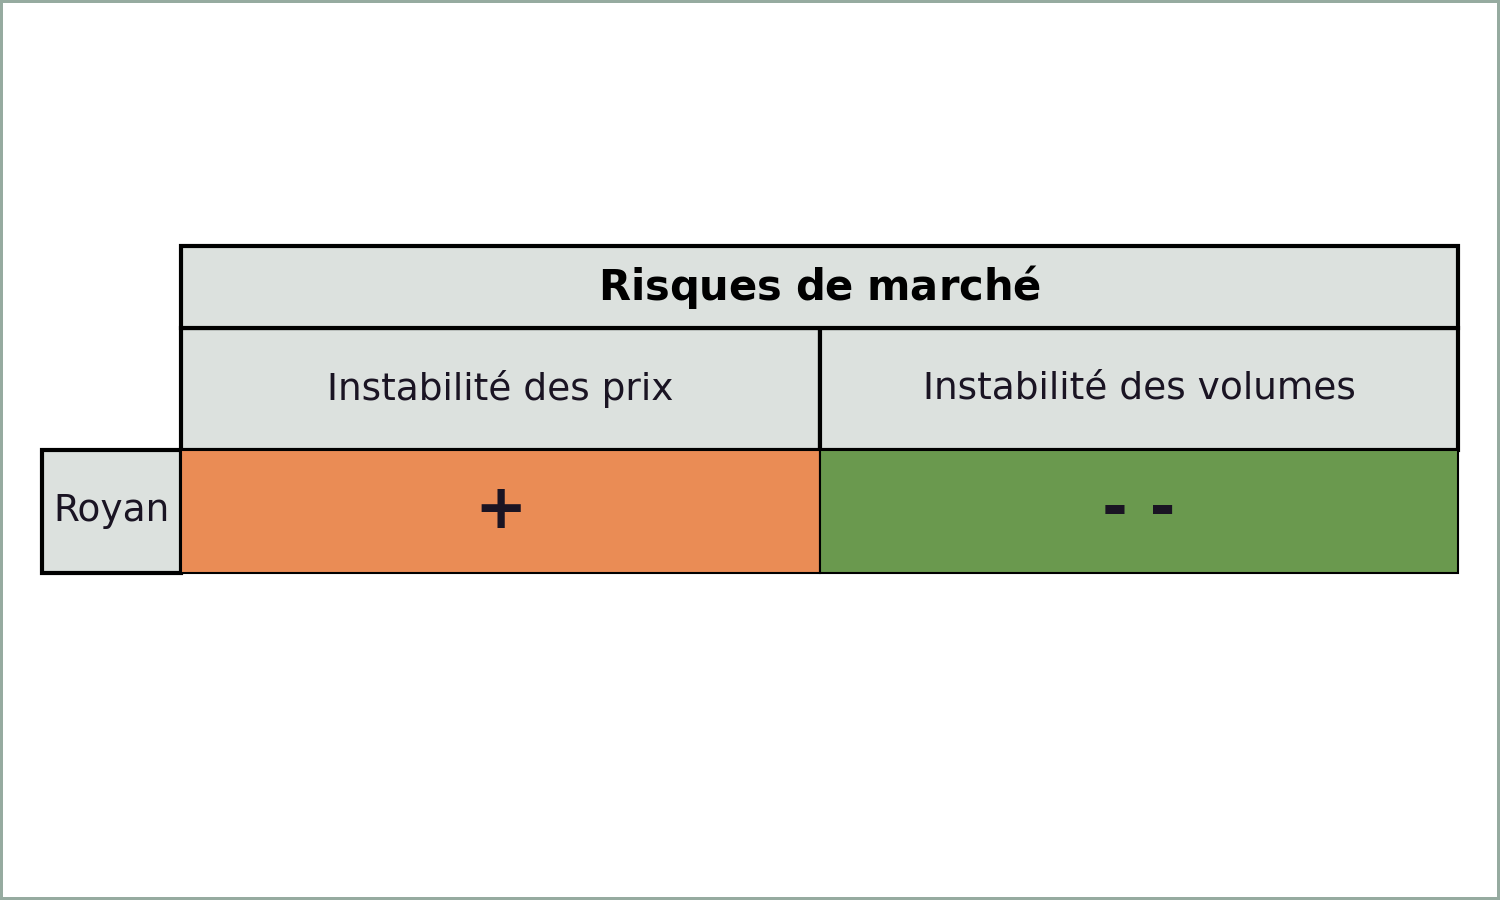 Risques de marché
Instabilité des prix
Instabilité des volumes
Royan
+
- -